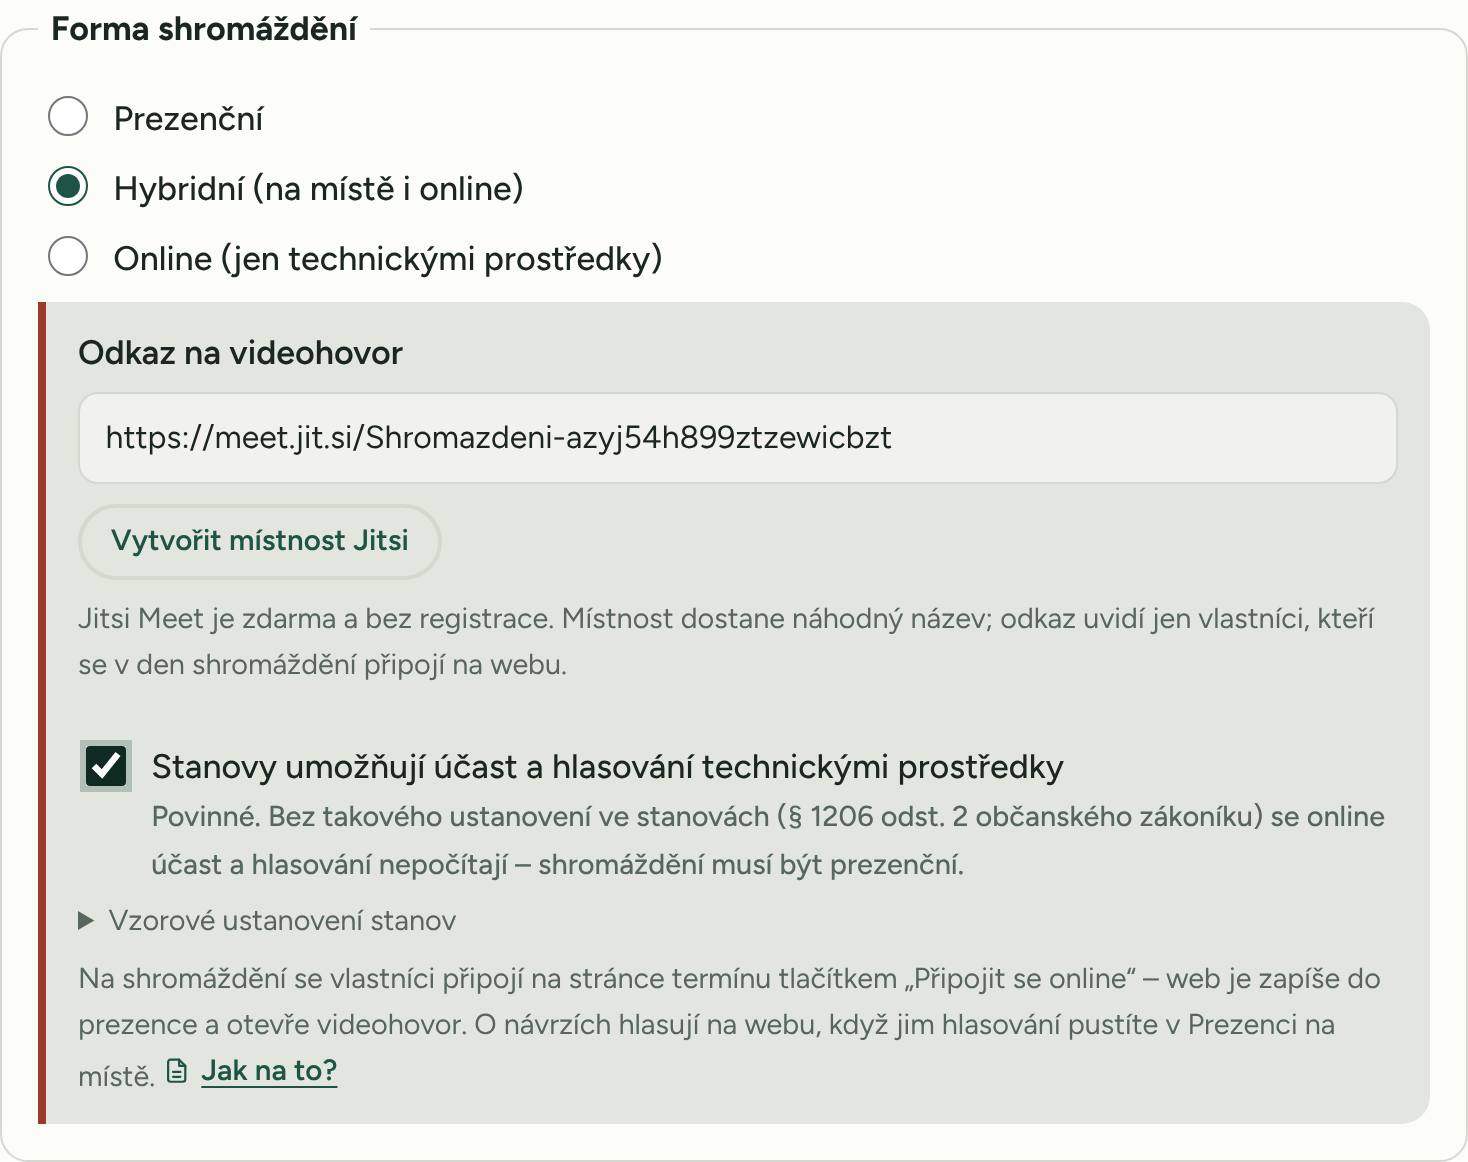 Forma shromáždění
Prezenční
Hybridní (na místě i online)
Online (jen technickými prostředky)
Odkaz na videohovor
https://meet.jit.si/Shromazdeni-azyj54h899ztzewicbzt
Vytvořit místnost Jitsi
Jitsi Meet je zdarma a bez registrace. Místnost dostane náhodný název; odkaz uvidí jen vlastníci, kteří
se v den shromáždění připojí na webu.
Stanovy umožňují účast a hlasování technickými prostředky
Povinné. Bez takového ustanovení ve stanovách (§ 1206 odst. 2 občanského zákoníku) se online
účast a hlasování nepočítají – shromáždění musí být prezenční.
Vzorové ustanovení stanov
Na shromáždění se vlastníci připojí na stránce termínu tlačítkem „Připojit se online“ – web je zapíše do
prezence a otevře videohovor. O návrzích hlasují na webu, když jim hlasování pustíte v Prezenci na
místě. Jak na to?